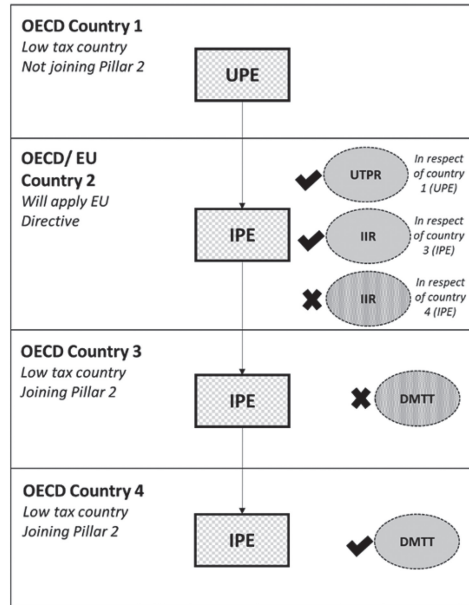 OECD Country 1
Low tax country
Not joining Pillar 2
UPE
OECD/ EU
Country 2
Will apply EU
Directive
UTPR
In respect
of country
1 (UPE)
IPE
IIR
In respect
of country
3 (IPE)
IIR
In respect
of country
4 (IPE)
OECD Country 3
Low tax country
Joining Pillar 2
IPE
DMTT
OECD Country 4
Low tax country
Joining Pillar 2
IPE
DMTT